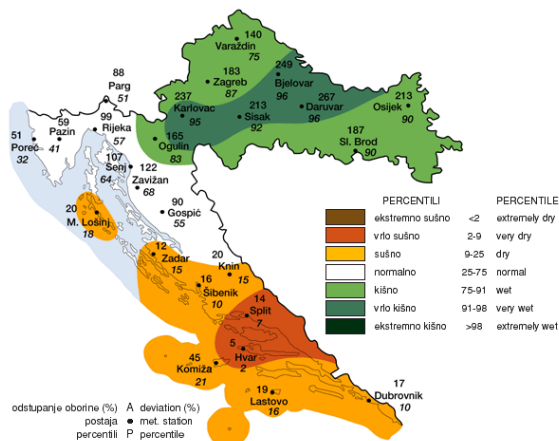 140
Varaždin
75
249
Bjelovar
96
183
Zagreb
87
88
Parg
51
237
Karlovac
95
267
Daruvar
96
213
Osijek
90
213
Sisak
92
59
Pazin
41
99
Rijeka
57
51
Poreč
32
165
Ogulin
83
187
Sl. Brod
90
107
Senj
64
122
Zavižan
68
90
Gospić
55
20
M. Lošinj
18
12
Zadar
15
20
Knin
15
16
Šibenik
10
14
Split
7
5
Hvar
2
45
Komiža
21
19
Lastovo
16
17
Dubrovnik
10
PERCENTILI PERCENTILE
ekstremno sušno <2 extremely dry
vrlo sušno 2-9 very dry
sušno 9-25 dry
normalno 25-75 normal
kišno 75-91 wet
vrlo kišno 91-98 very wet
ekstremno kišno >98 extremely wet
odstupanje oborine (%) A deviation (%)
postaja ● met. station
percentili P percentile